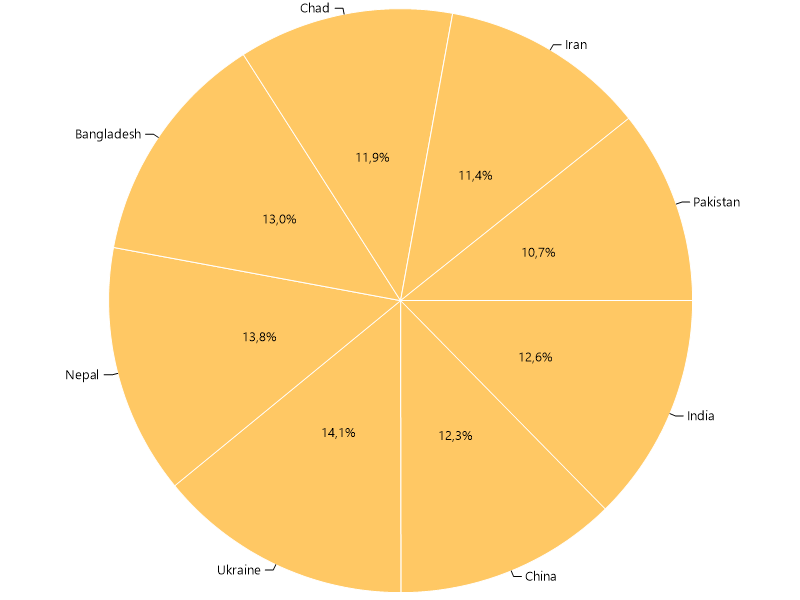 Chad
Iran
11,9%
11,4%
Bangladesh
Pakistan
13,0%
10,7%
13,8%
12,6%
Nepal
India
14,1%
12,3%
Ukraine
China